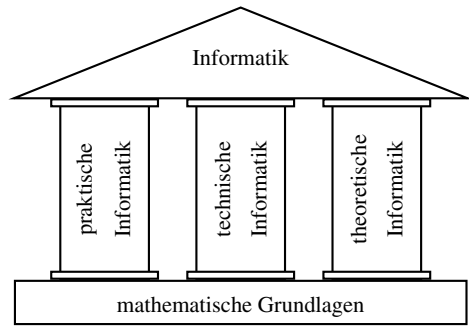 Informatik
praktische
Informatik
technische
Informatik
theoretische
Informatik
mathematische Grundlagen